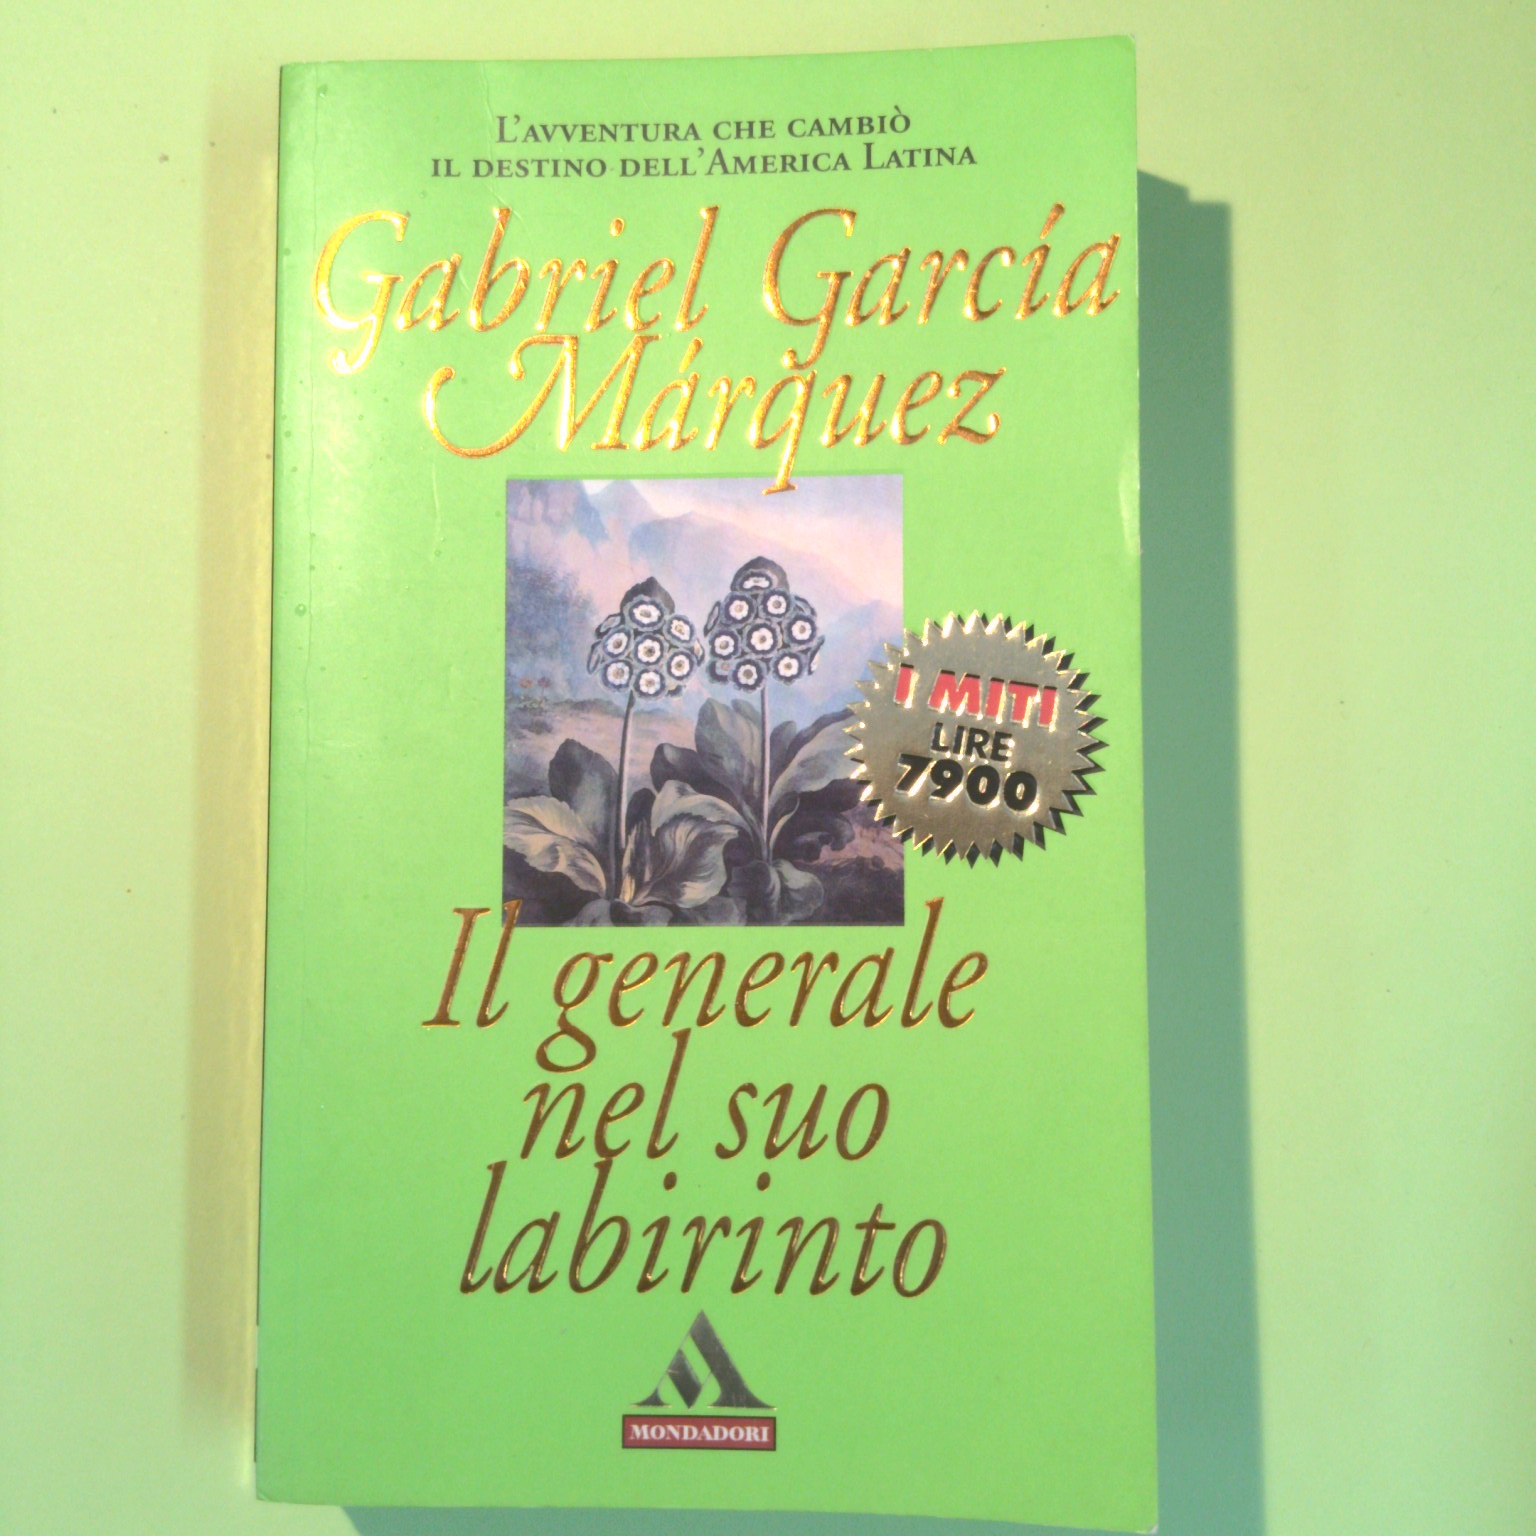 L'AVVENTURA CHE CAMBIÒ
IL DESTINO DELL'AMERICA LATINA
Gabriel García
Márquez
I MITI
LIRE
7900
Il generale
nel suo
labirinto
MONDADORI